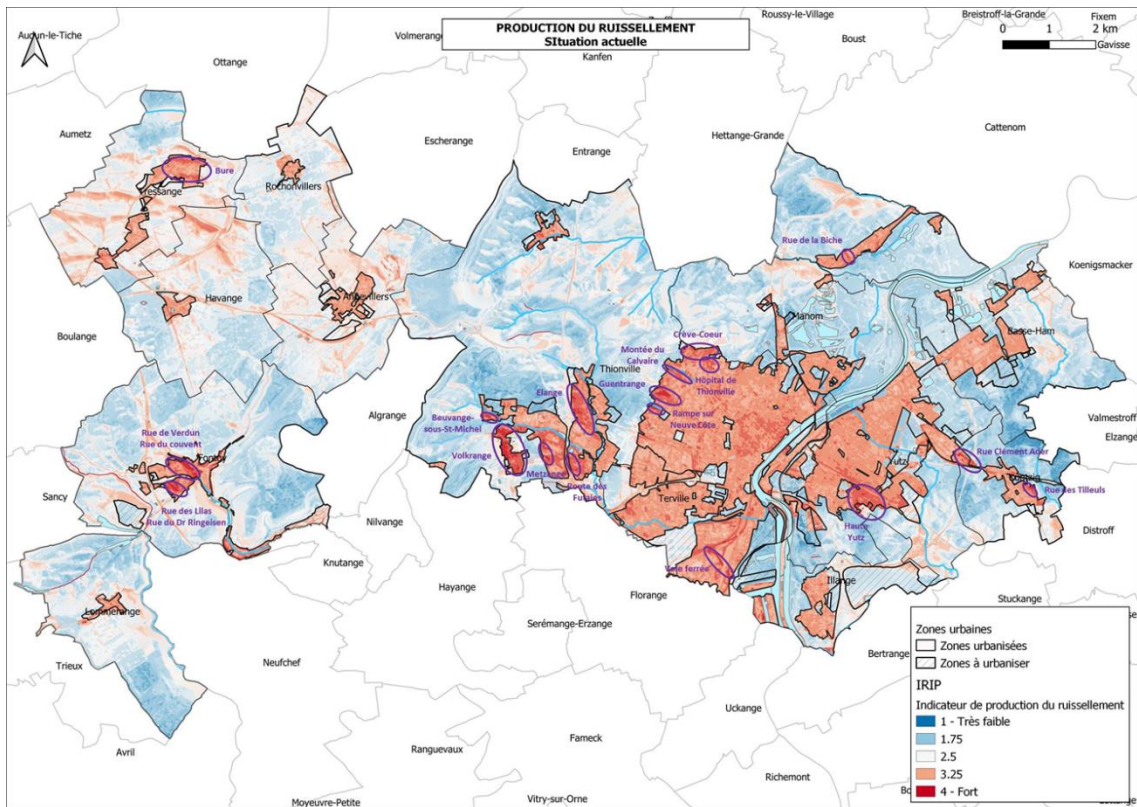 PRODUCTION DU RUISSELLEMENT
SItuation actuelle
Roussy-le-Village
Breistroff-la-Grande
Fixem
0 1 2 km
Gavisse
Volmerange
Kanfen
Boust
Ottange
Aumetz
Escherange
Entrange
Hettange-Grande
Cattenom
Bure
Tressange
Rochonvillers
Rue de la Biche
Koenigsmacker
Havange
Angevillers
Boulange
Manom
Basse-Ham
Crève-Coeur
Montée du
Calvaire
Thionville
Hôpital de
Thionville
Guentrange
Elange
Rampe sur
Neuve Côte
Algrange
Beuvange-
sous-St-Michel
Valmestroff
Elzange
Rue de Verdun
Rue du couvent
Fontoy
Volkrange
Metzange
Yutz
Rue Clément Ader
Sancy
Route des
Terville
Rue des Tilleuls
Rue des Lilas
Rue du Dr Ringeisen
Nilvange
Haute-
Yutz
Distroff
Knutange
Voie ferrée
Hayange
Florange
Illange
Stuckange
Lommerange
Serémange-Erzange
Bertrange
Trieux
Neufchef
Uckange
Avril
Ranguevaux
Fameck
Richemont
Moyeuvre-Petite
Vitry-sur-Orne
Zones urbaines
Zones urbanisées
Zones à urbaniser
IRIP
Indicateur de production du ruissellement
1 - Très faible
1.75
2.5
3.25
4 - Fort